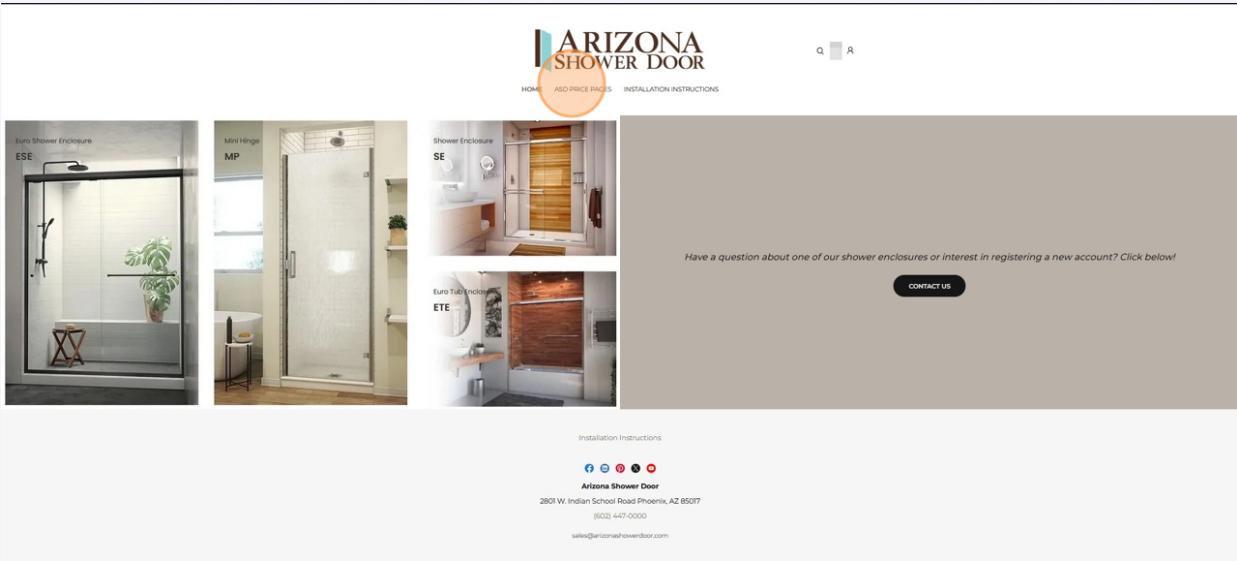 ARIZONA
SHOWER DOOR
HOME ASD PRICE PAGES INSTALLATION INSTRUCTIONS
Euro Shower Enclosure
ESE
Mini Hinge
MP
Shower Enclosure
SE
Euro Tub Enclosure
ETE
Have a question about one of our shower enclosures or interest in registering a new account? Click below!
CONTACT US
Installation Instructions
Arizona Shower Door
2801 W. Indian School Road Phoenix, AZ 85017
(602) 447-0000
sales@arizonashowerdoor.com